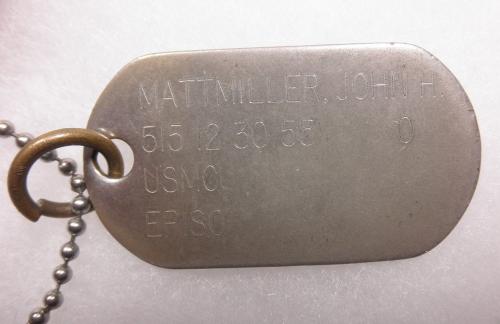 MATTMILLER, JOHN H.
515 12 30 55 O
USMC
EPISC